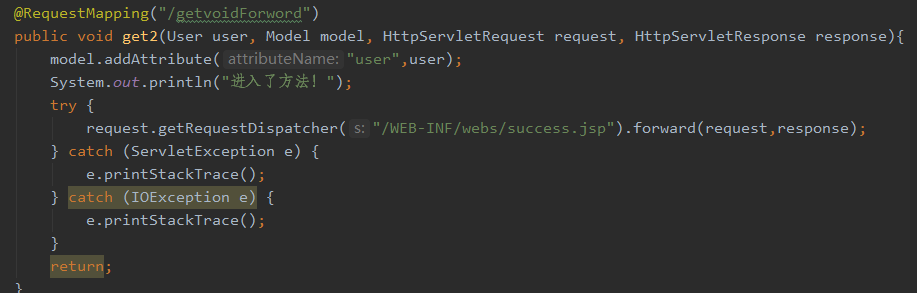 @RequestMapping("/getvoidForword")
public void get2(User user, Model model, HttpServletRequest request, HttpServletResponse response){
model.addAttribute( attributeName: "user",user);
System.out.println("进入了方法! ");
try {
request.getRequestDispatcher( s: "/WEB-INF/webs/success.jsp").forward(request,response);
} catch (ServletException e) {
e.printStackTrace();
} catch (IOException e) {
e.printStackTrace();
}
return;
}